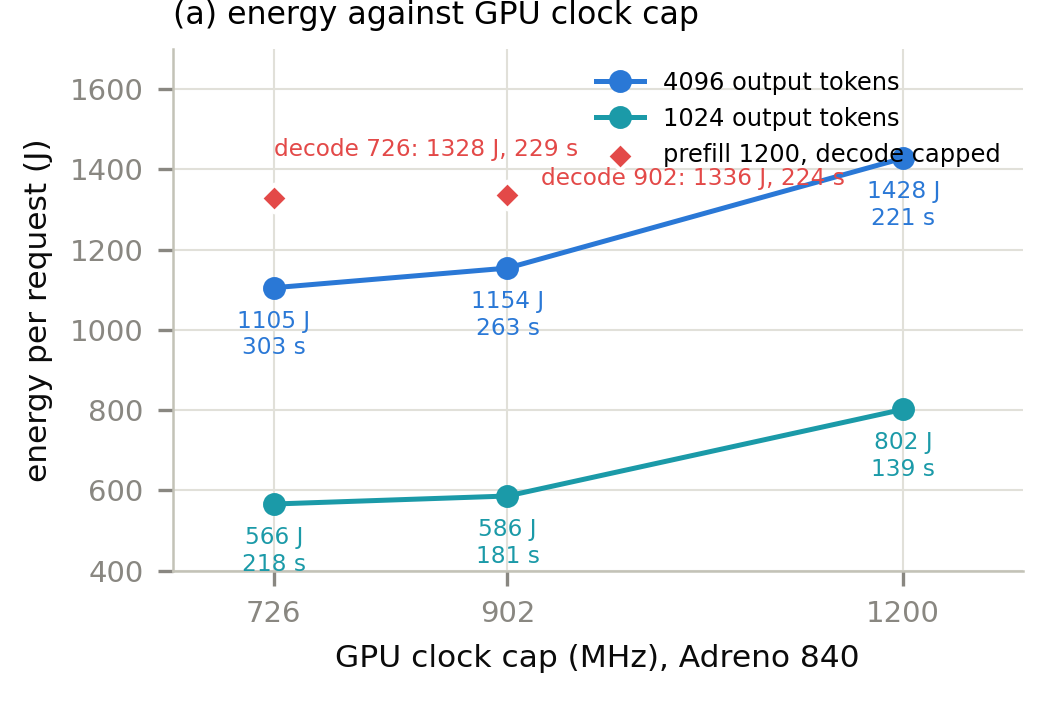 (a) energy against GPU clock cap
energy per request (J)
1600
1400
1200
1000
800
600
400
4096 output tokens
1024 output tokens
prefill 1200, decode capped
decode 726: 1328 J, 229 s
decode 902: 1336 J, 224 s
1428 J
221 s
1154 J
263 s
1105 J
303 s
802 J
139 s
586 J
181 s
566 J
218 s
726
902
1200
GPU clock cap (MHz), Adreno 840